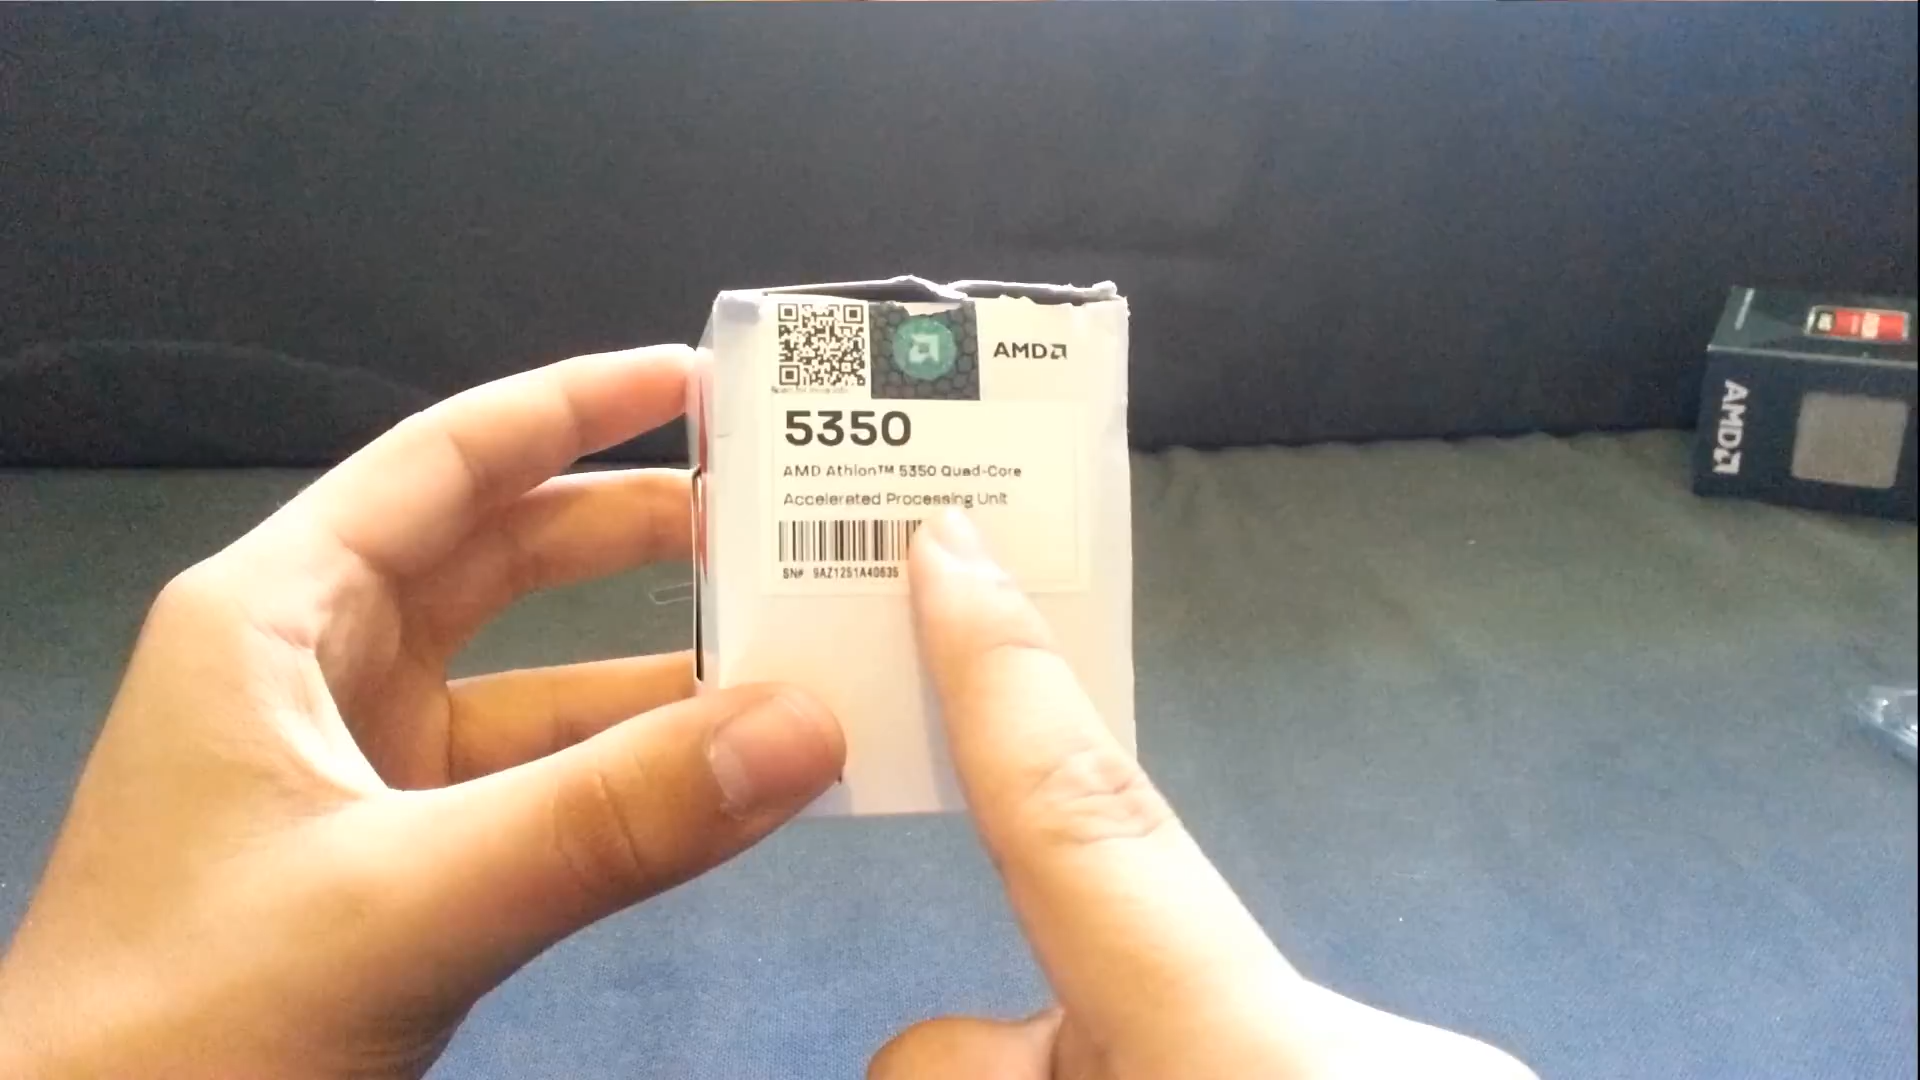 AMD
5350
AMD Athlon™ 5350 Quad-Core
Accelerated Processing Unit
SN# 9AZ1251A40635
AMD